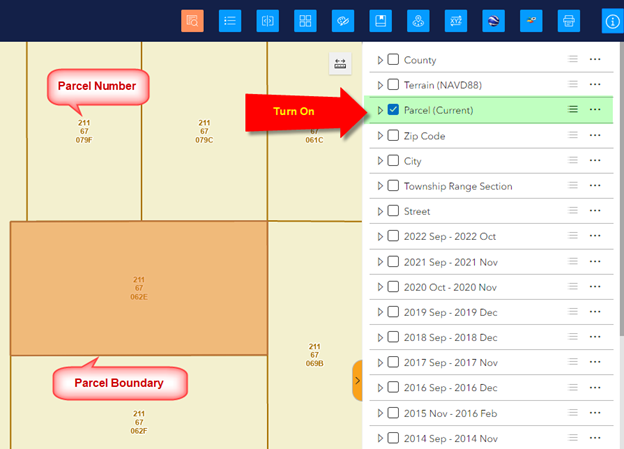 Parcel Number
211
67
079F
211
67
079C
211
67
061C
211
67
062E
211
67
069B
Parcel Boundary
211
67
062F
Turn On
County
Terrain (NAVD88)
Parcel (Current)
Zip Code
City
Township Range Section
Street
2022 Sep - 2022 Oct
2021 Sep - 2021 Nov
2020 Oct - 2020 Nov
2019 Sep - 2019 Dec
2018 Sep - 2018 Dec
2017 Sep - 2017 Nov
2016 Sep - 2016 Dec
2015 Nov - 2016 Feb
2014 Sep - 2014 Nov